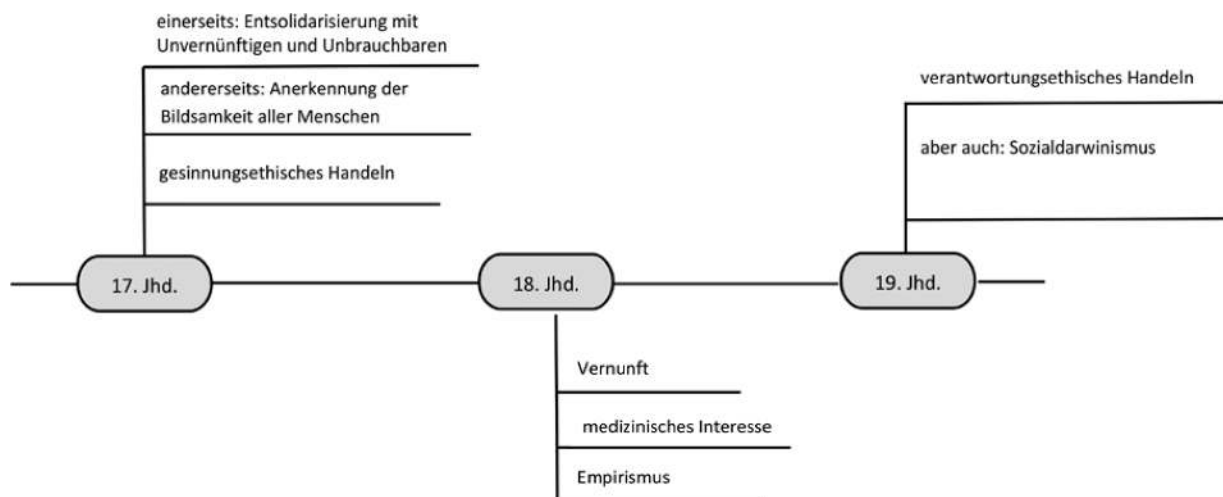 einerseits: Entsolidarisierung mit
Unvernünftigen und Unbrauchbaren
andererseits: Anerkennung der
Bildsamkeit aller Menschen
gesinnungsethisches Handeln
verantwortungsethisches Handeln
aber auch: Sozialdarwinismus
17. Jhd.
18. Jhd.
19. Jhd.
Vernunft
medizinisches Interesse
Empirismus